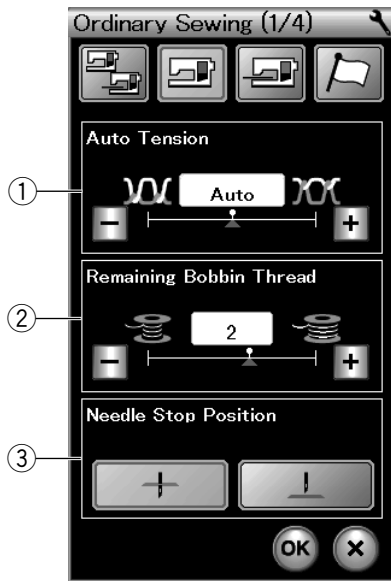 Ordinary Sewing (1/4)
Auto Tension
① Auto
− +
Remaining Bobbin Thread
② 2
− +
Needle Stop Position
③
OK ×